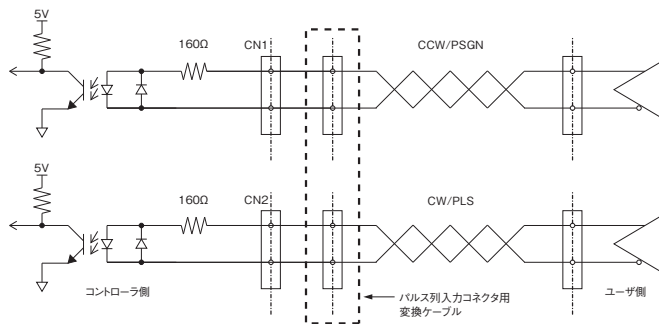 5V
160Ω
CN1
CCW/PSGN
5V
160Ω
CN2
CW/PLS
コントローラ側
パルス列入力コネクタ用
変換ケーブル
ユーザ側